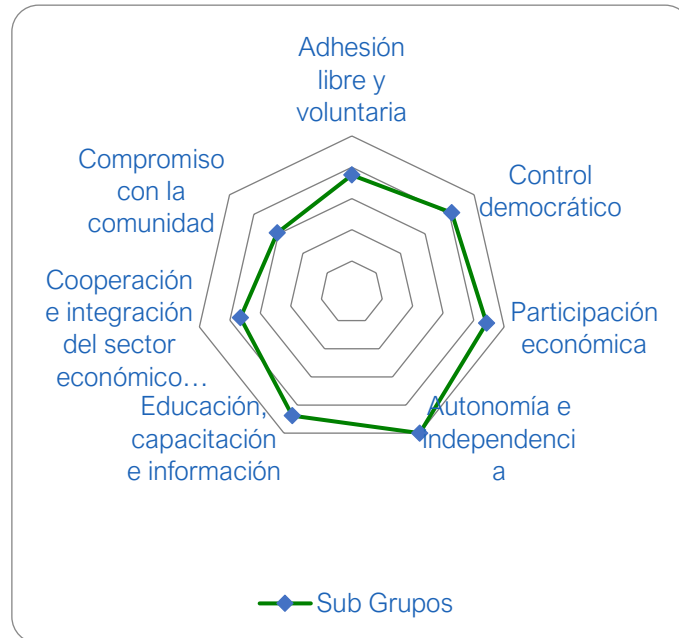 Adhesión
libre y
voluntaria
Control
democrático
Participación
económica
Autonomía e
independenci
a
Educación,
capacitación
e información
Cooperación
e integración
del sector
económico…
Compromiso
con la
comunidad
Sub Grupos